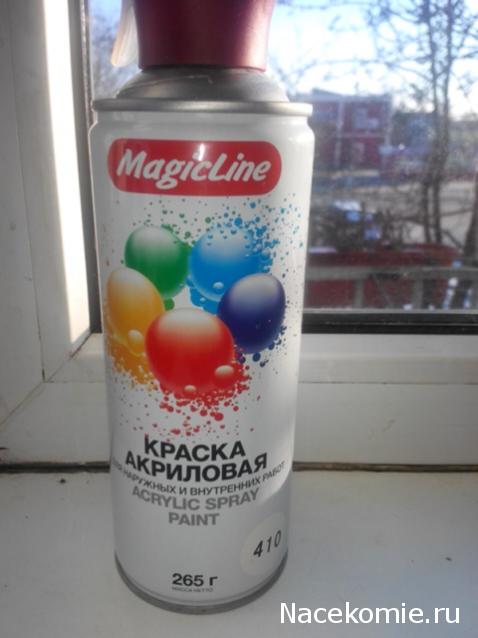 MagicLine
КРАСКА
АКРИЛОВАЯ
ДЛЯ НАРУЖНЫХ И ВНУТРЕННИХ РАБОТ
ACRYLIC SPRAY
PAINT
410
265 г
МАССА НЕТТО
Nacekomie.ru